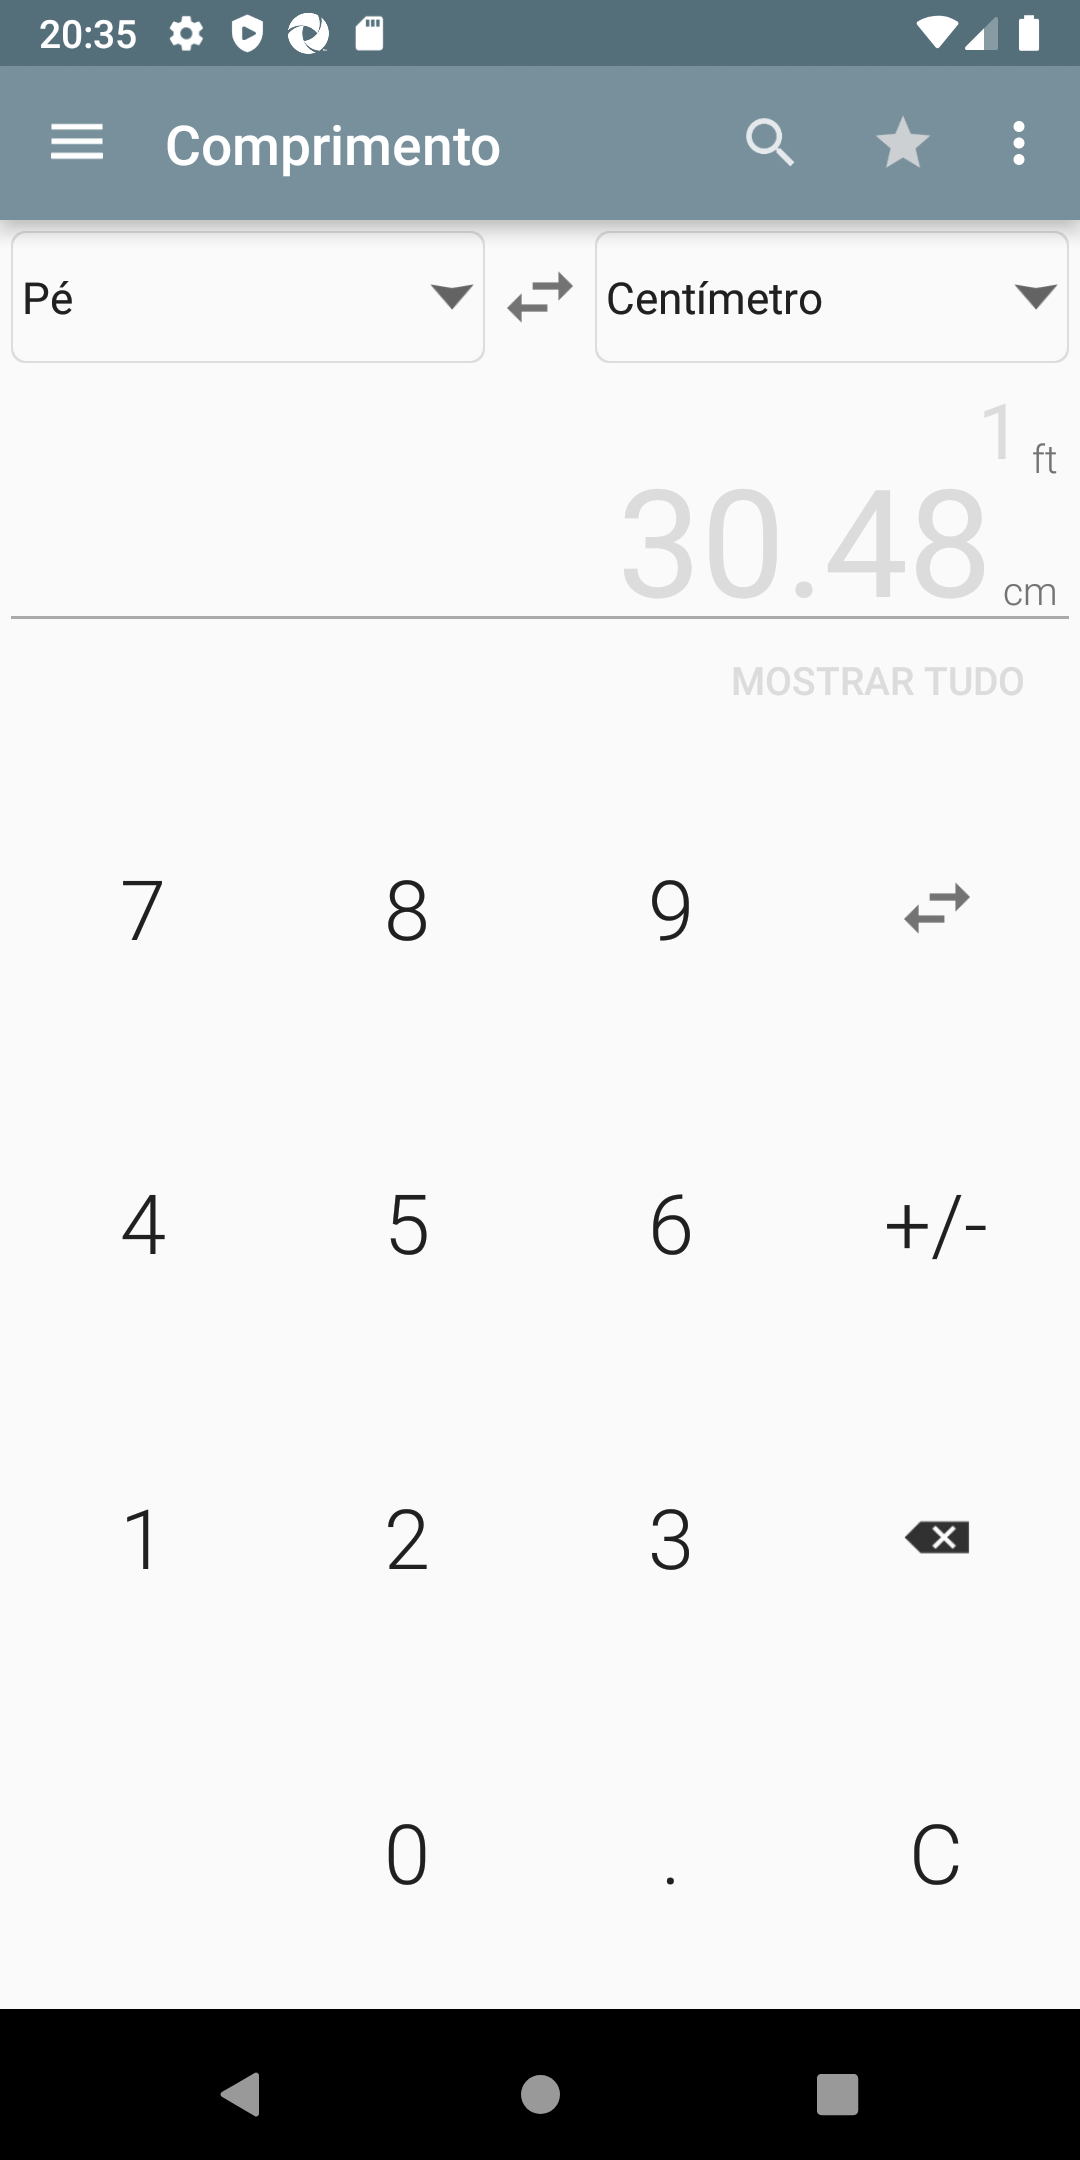 20:35
Comprimento
Pé
Centímetro
1 ft
30.48 cm
MOSTRAR TUDO
7 8 9
4 5 6 +/-
1 2 3
0 . C